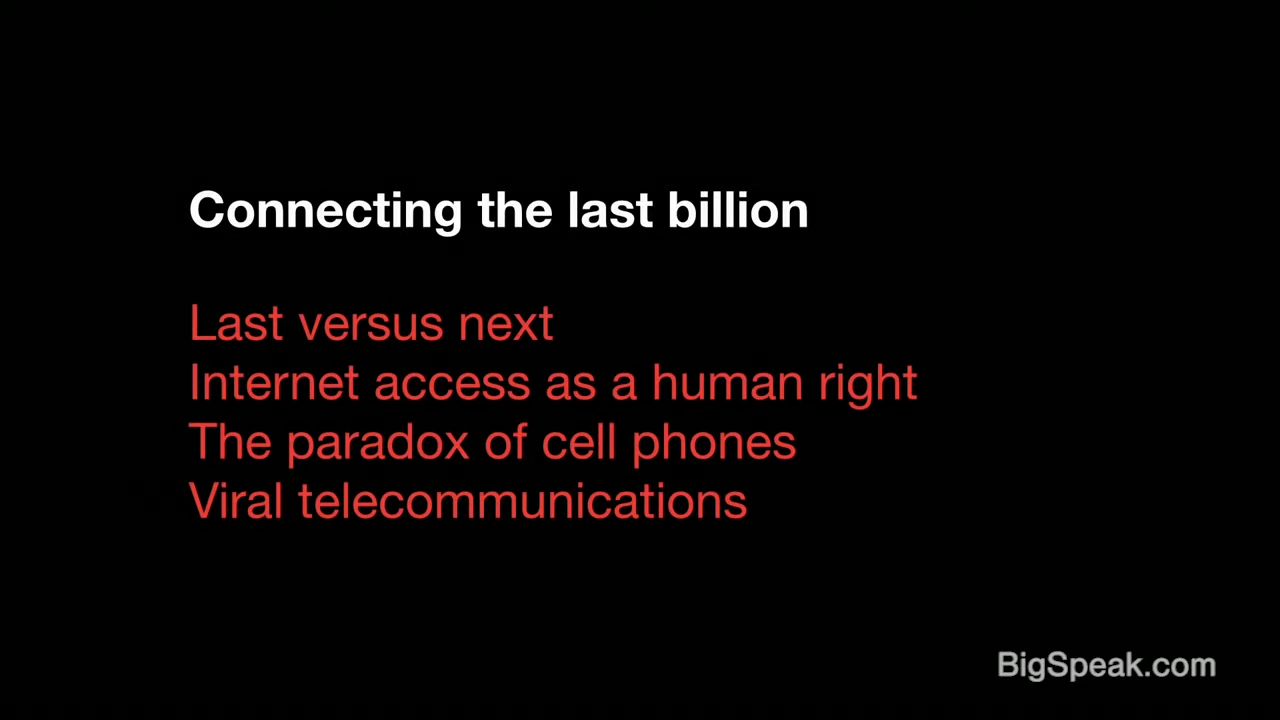 Connecting the last billion
Last versus next
Internet access as a human right
The paradox of cell phones
Viral telecommunications
BigSpeak.com